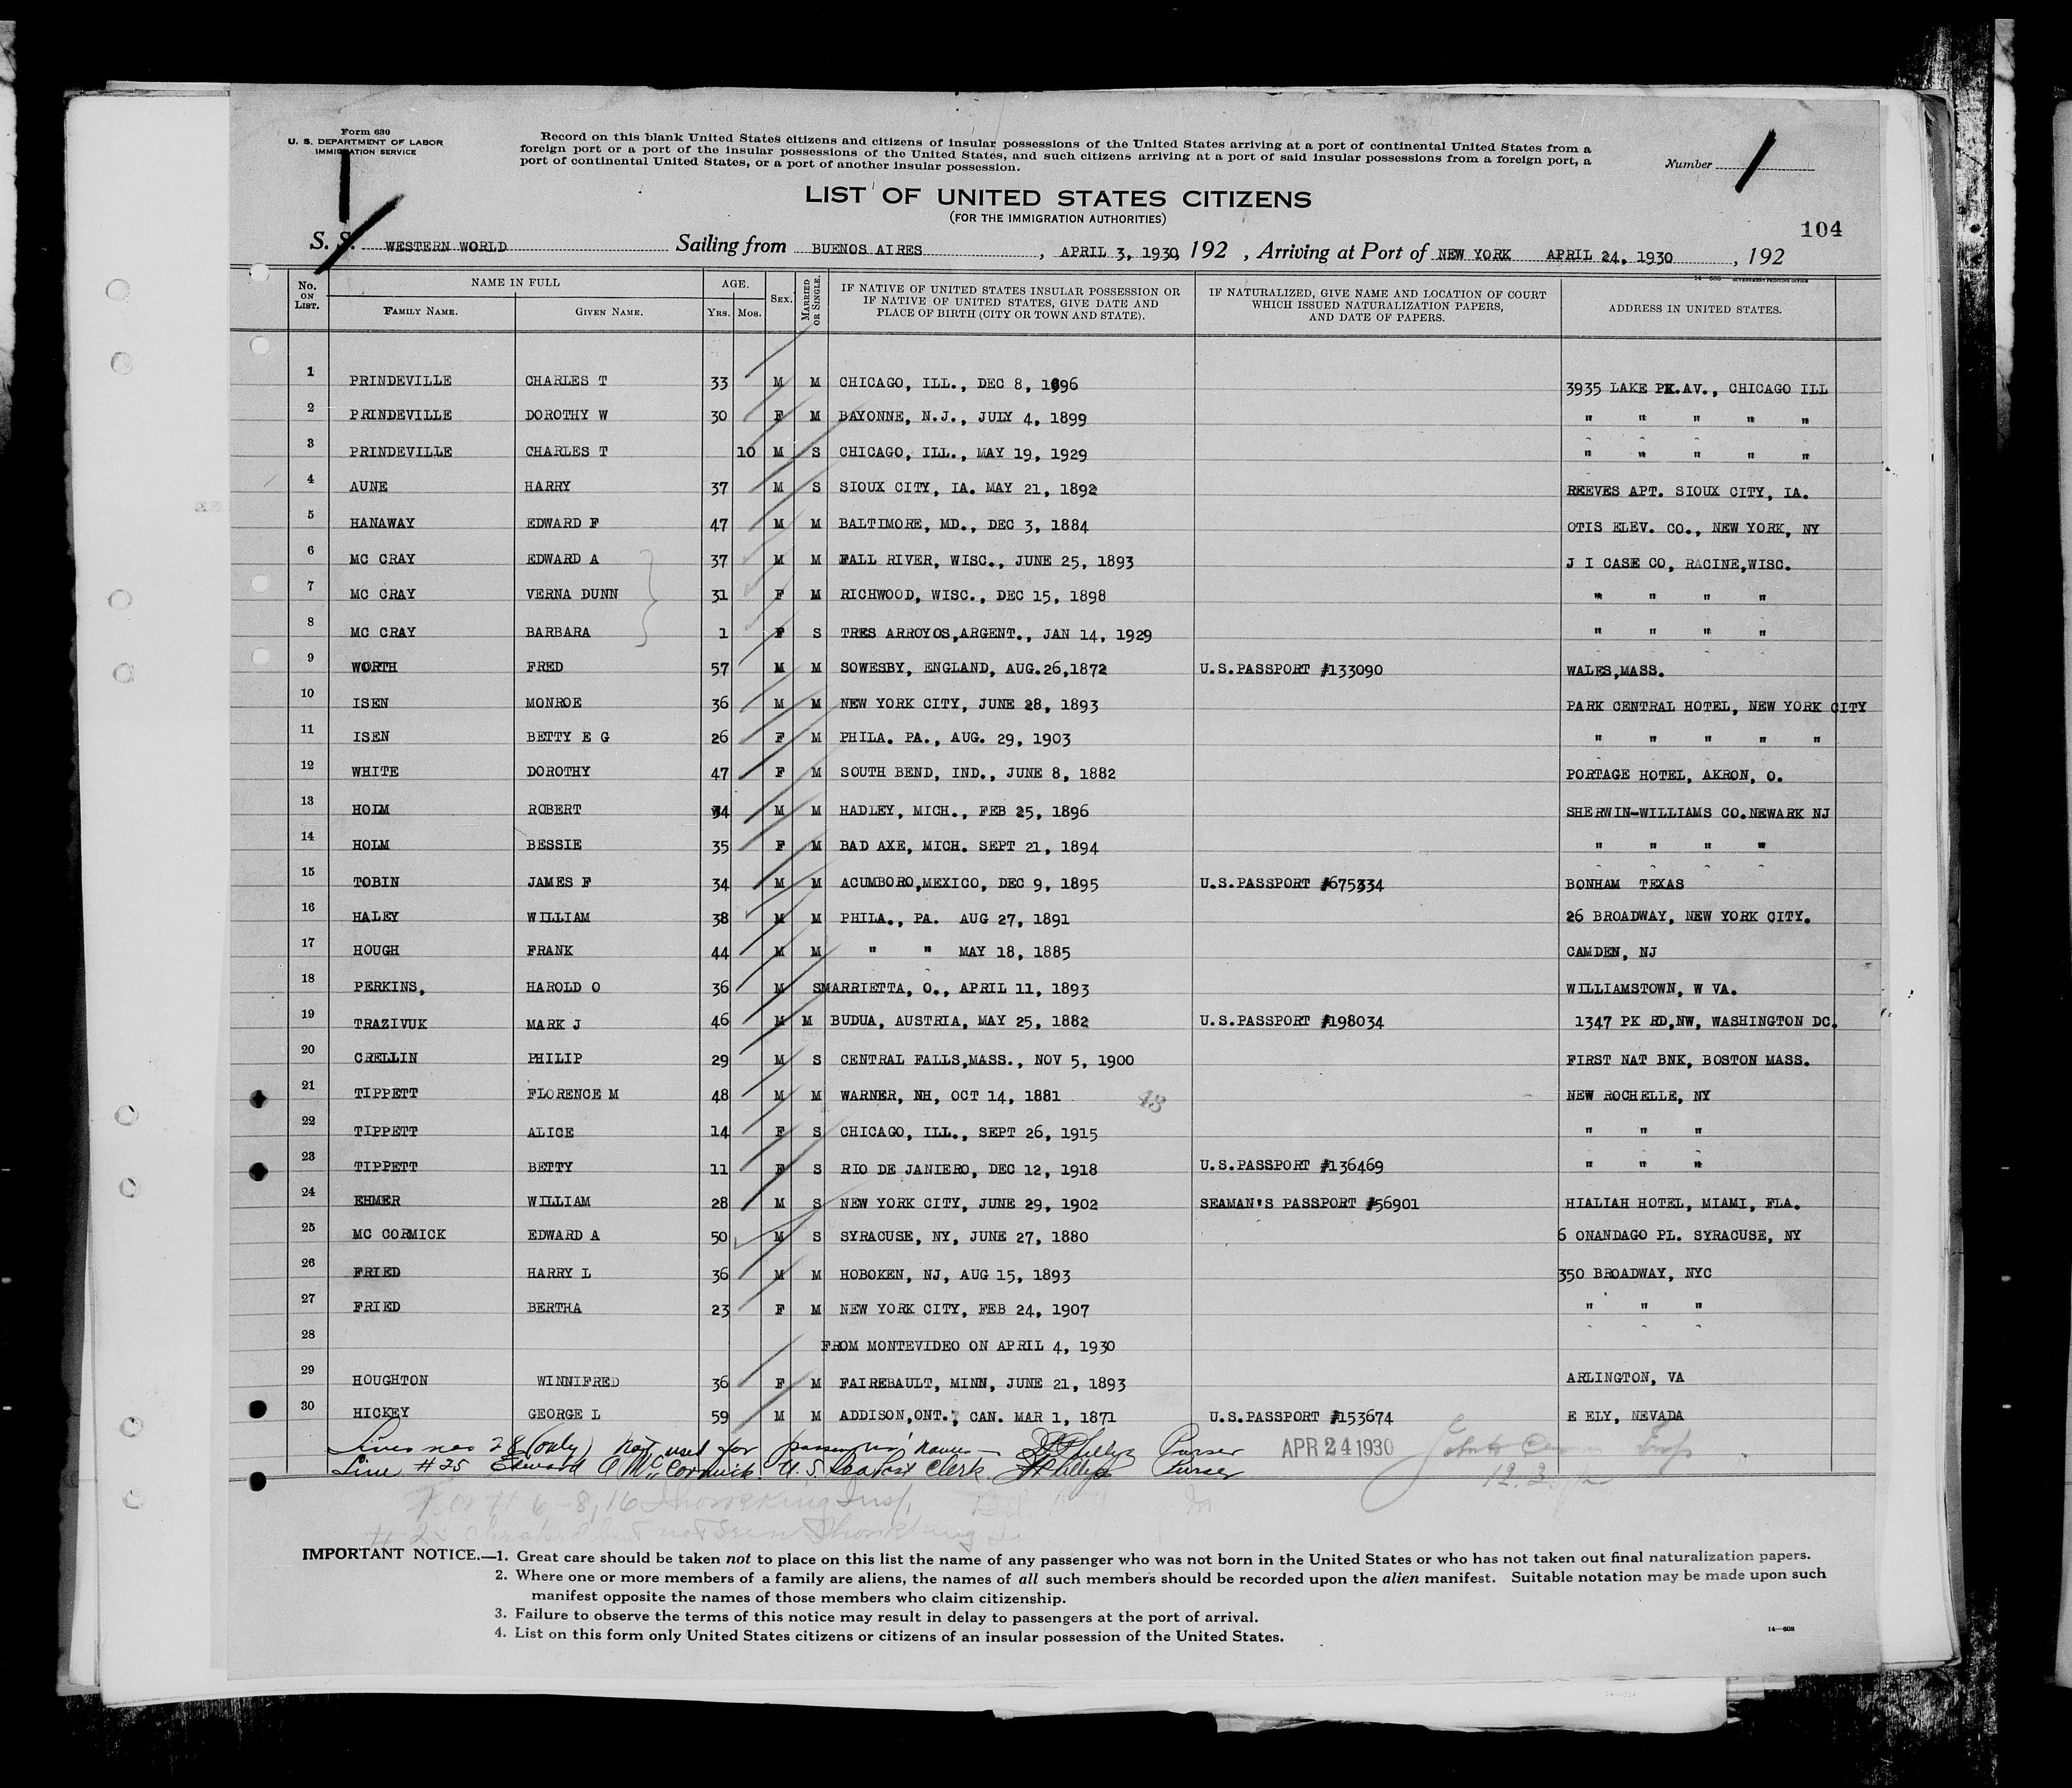 Form 630
U. S. DEPARTMENT OF LABOR
IMMIGRATION SERVICE
Record on this blank United States citizens and citizens of insular possessions of the United States arriving at a port of continental United States from a
foreign port or a port of the insular possessions of the United States, and such citizens arriving at a port of said insular possessions from a foreign port, a
port of continental United States, or a port of another insular possession.
Number 1
LIST OF UNITED STATES CITIZENS
(FOR THE IMMIGRATION AUTHORITIES)
104
S. S. WESTERN WORLD Sailing from BUENOS AIRES , APRIL 3, 1930, 192 , Arriving at Port of NEW YORK APRIL 24, 1930 , 192
14—608 GOVERNMENT PRINTING OFFICE
No. ON LIST. NAME IN FULL AGE. SEX. MARRIED OR SINGLE. IF NATIVE OF UNITED STATES INSULAR POSSESSION OR IF NATIVE OF UNITED STATES, GIVE DATE AND PLACE OF BIRTH (CITY OR TOWN AND STATE). IF NATURALIZED, GIVE NAME AND LOCATION OF COURT WHICH ISSUED NATURALIZATION PAPERS, AND DATE OF PAPERS. ADDRESS IN UNITED STATES.
FAMILY NAME. GIVEN NAME. YRS. MOS.
1 PRINDEVILLE CHARLES T 33 M M CHICAGO, ILL., DEC 8, 1896 3935 LAKE PK.AV., CHICAGO ILL
2 PRINDEVILLE DOROTHY W 30 F M BAYONNE, N.J., JULY 4, 1899 " " " " "
3 PRINDEVILLE CHARLES T 10 M S CHICAGO, ILL., MAY 19, 1929 " " " " "
4 AUNE HARRY 37 M S SIOUX CITY, IA. MAY 21, 1892 REEVES APT. SIOUX CITY, IA.
5 HANAWAY EDWARD F 47 M M BALTIMORE, MD., DEC 3, 1884 OTIS ELEV. CO., NEW YORK, NY
6 MC CRAY EDWARD A 37 M M FALL RIVER, WISC., JUNE 25, 1893 J I CASE CO, RACINE,WISC.
7 MC CRAY VERNA DUNN 31 F M RICHWOOD, WISC., DEC 15, 1898 " " " "
8 MC CRAY BARBARA 1 F S TRES ARROYOS,ARGENT., JAN 14, 1929 " " " "
9 WORTH FRED 57 M M SOWESBY, ENGLAND, AUG.26,1872 U.S.PASSPORT #133090 WALES,MASS.
10 ISEN MONROE 36 M M NEW YORK CITY, JUNE 28, 1893 PARK CENTRAL HOTEL, NEW YORK CITY
11 ISEN BETTY E G 26 F M PHILA. PA., AUG. 29, 1903 " " " " "
12 WHITE DOROTHY 47 F M SOUTH BEND, IND., JUNE 8, 1882 PORTAGE HOTEL, AKRON, O.
13 HOLM ROBERT 34 M M HADLEY, MICH., FEB 25, 1896 SHERWIN-WILLIAMS CO.NEWARK NJ
14 HOLM BESSIE 35 F M BAD AXE, MICH. SEPT 21, 1894 " " " "
15 TOBIN JAMES F 34 M M ACUMBORO,MEXICO, DEC 9, 1895 U.S.PASSPORT #675334 BONHAM TEXAS
16 HALEY WILLIAM 38 M M PHILA., PA. AUG 27, 1891 26 BROADWAY, NEW YORK CITY.
17 HOUGH FRANK 44 M M " " MAY 18, 1885 CAMDEN, NJ
18 PERKINS, HAROLD O 36 M S MARRIETTA, O., APRIL 11, 1893 WILLIAMSTOWN, W VA.
19 TRAZIVUK MARK J 46 M M BUDUA, AUSTRIA, MAY 25, 1882 U.S.PASSPORT #198034 1347 PK RD,NW, WASHINGTON DC.
20 CRELLIN PHILIP 29 M S CENTRAL FALLS,MASS., NOV 5, 1900 FIRST NAT BNK, BOSTON MASS.
21 TIPPETT FLORENCE M 48 M M WARNER, NH, OCT 14, 1881 48 NEW ROCHELLE, NY
22 TIPPETT ALICE 14 F S CHICAGO, ILL., SEPT 26, 1915 " " "
23 TIPPETT BETTY 11 F S RIO DE JANIERO, DEC 12, 1918 U.S.PASSPORT #136469 " " "
24 EHMER WILLIAM 28 M S NEW YORK CITY, JUNE 29, 1902 SEAMAN'S PASSPORT #56901 HIALIAH HOTEL, MIAMI, FLA.
25 MC CORMICK EDWARD A 50 M S SYRACUSE, NY, JUNE 27, 1880 6 ONANDAGO PL. SYRACUSE, NY
26 FRIED HARRY L 36 M M HOBOKEN, NJ, AUG 15, 1893 350 BROADWAY, NYC
27 FRIED BERTHA 23 F M NEW YORK CITY, FEB 24, 1907 " " "
28 FROM MONTEVIDEO ON APRIL 4, 1930
29 HOUGHTON WINNIFRED 36 F M FAIREBAULT, MINN, JUNE 21, 1893 ARLINGTON, VA
30 HICKEY GEORGE L 59 M M ADDISON,ONT., CAN. MAR 1, 1871 U.S.PASSPORT #153674 E ELY, NEVADA
Lines nos 28 (only) not used for passengers' names — Phillips Purser APR 24 1930
Line #25 Edward A McCormick U.S. Sea Post Clerk Phillips Purser
IMPORTANT NOTICE.—1. Great care should be taken not to place on this list the name of any passenger who was not born in the United States or who has not taken out final naturalization papers.
2. Where one or more members of a family are aliens, the names of all such members should be recorded upon the alien manifest. Suitable notation may be made upon such
manifest opposite the names of those members who claim citizenship.
3. Failure to observe the terms of this notice may result in delay to passengers at the port of arrival.
4. List on this form only United States citizens or citizens of an insular possession of the United States.
14—608